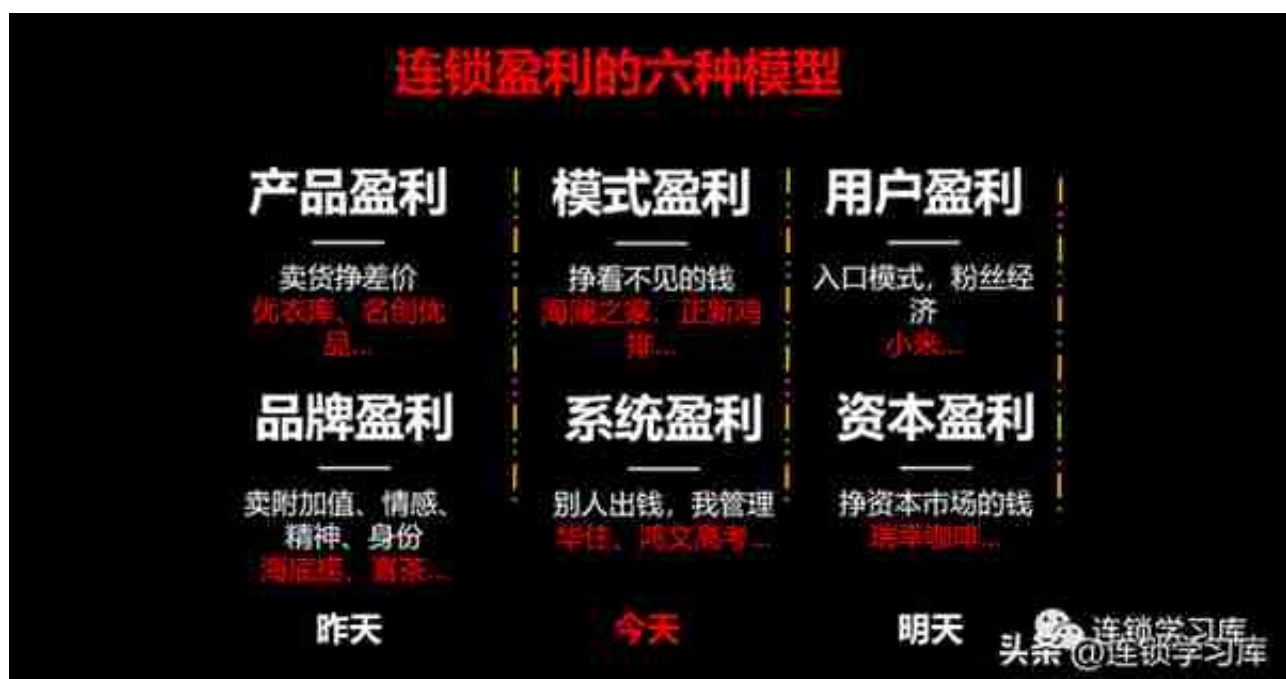 连锁盈利的六种模型
产品盈利
卖货挣差价
优衣库、名创优
品...
模式盈利
挣看不见的钱
海澜之家、正新鸡
排...
用户盈利
入口模式，粉丝经
济
小米...
品牌盈利
卖附加值、情感、
精神、身份
海底捞、喜茶...
系统盈利
别人出钱，我管理
华住、鸿文高考...
资本盈利
挣资本市场的钱
瑞幸咖啡...
昨天
今天
明天
连锁学习库
头条@连锁学习库